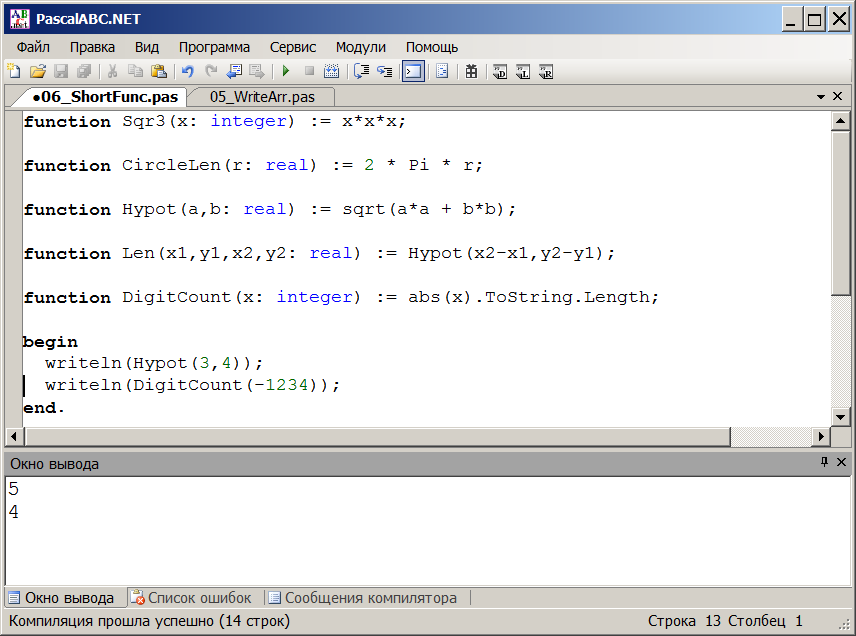 PascalABC.NET
Файл Правка Вид Программа Сервис Модули Помощь
●06_ShortFunc.pas 05_WriteArr.pas
function Sqr3(x: integer) := x*x*x;
function CircleLen(r: real) := 2 * Pi * r;
function Hypot(a,b: real) := sqrt(a*a + b*b);
function Len(x1,y1,x2,y2: real) := Hypot(x2-x1,y2-y1);
function DigitCount(x: integer) := abs(x).ToString.Length;
begin
writeln(Hypot(3,4));
writeln(DigitCount(-1234));
end.
Окно вывода
5
4
Окно вывода Список ошибок Сообщения компилятора
Компиляция прошла успешно (14 строк) Строка 13 Столбец 1